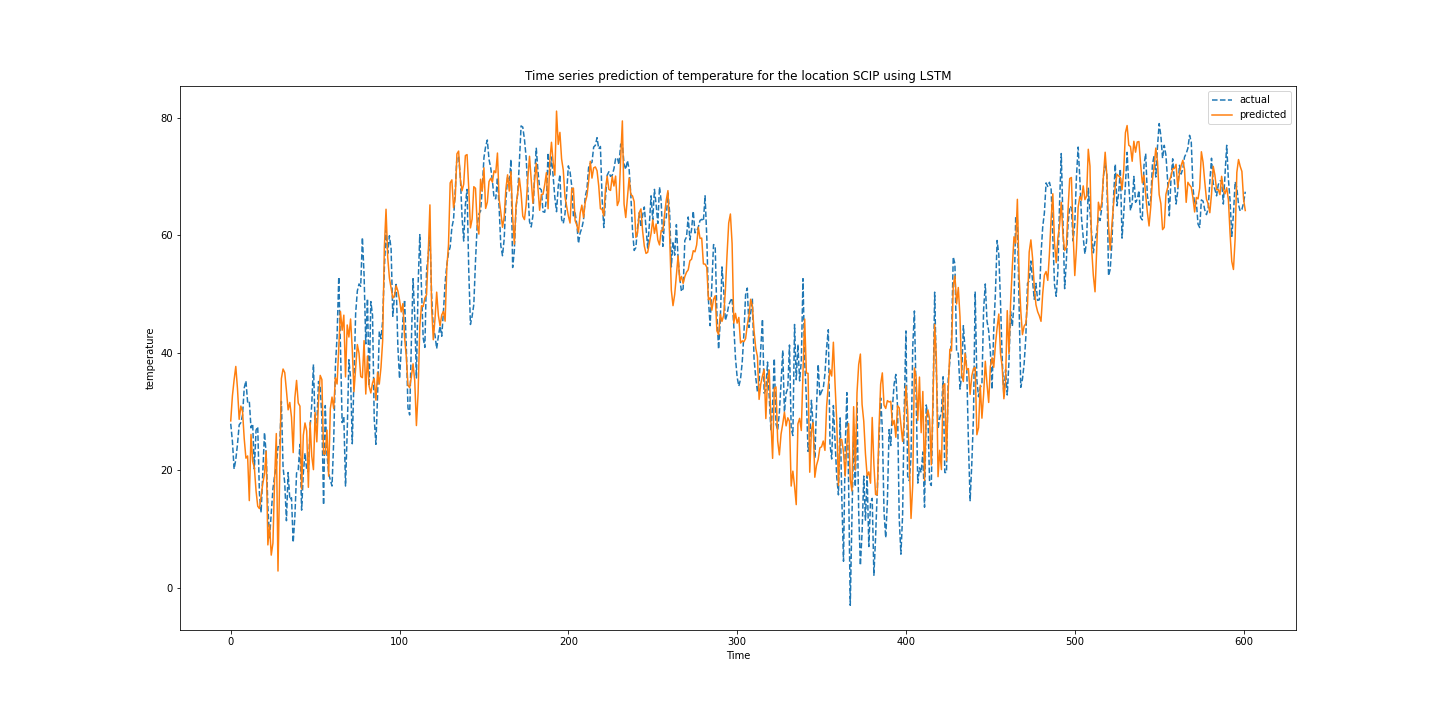 Time series prediction of temperature for the location SCIP using LSTM
actual
predicted
80
60
40
20
0
temperature
0 100 200 300 400 500 600
Time